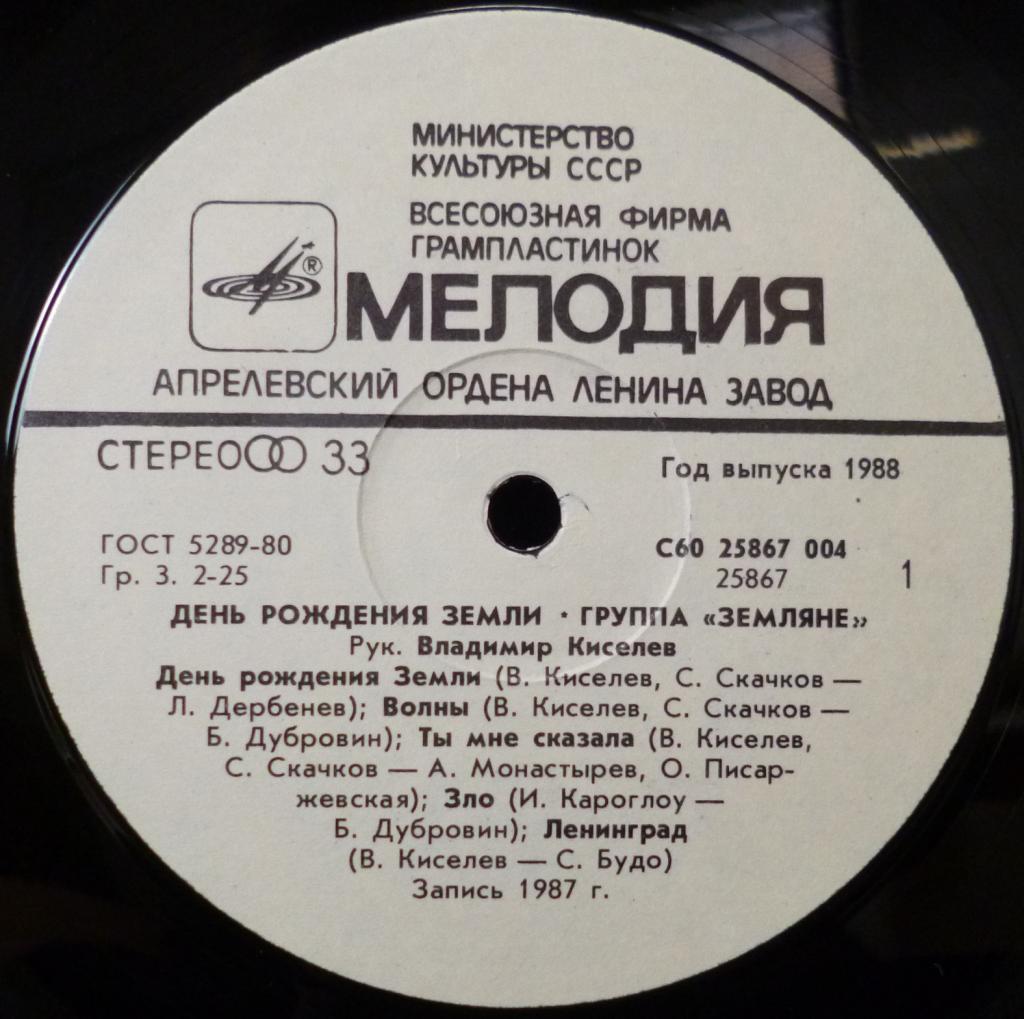 МИНИСТЕРСТВО
КУЛЬТУРЫ СССР
ВСЕСОЮЗНАЯ ФИРМА
ГРАМПЛАСТИНОК
®
МЕЛОДИЯ
АПРЕЛЕВСКИЙ ОРДЕНА ЛЕНИНА ЗАВОД
СТЕРЕО 33
Год выпуска 1988
ГОСТ 5289-80
Гр. 3. 2-25
С60 25867 004
25867
1
ДЕНЬ РОЖДЕНИЯ ЗЕМЛИ · ГРУППА «ЗЕМЛЯНЕ»
Рук. Владимир Киселев
День рождения Земли (В. Киселев, С. Скачков —
Л. Дербенев); Волны (В. Киселев, С. Скачков —
Б. Дубровин); Ты мне сказала (В. Киселев,
С. Скачков — А. Монастырев, О. Писар-
жевская); Зло (И. Кароглоу —
Б. Дубровин); Ленинград
(В. Киселев — С. Будо)
Запись 1987 г.